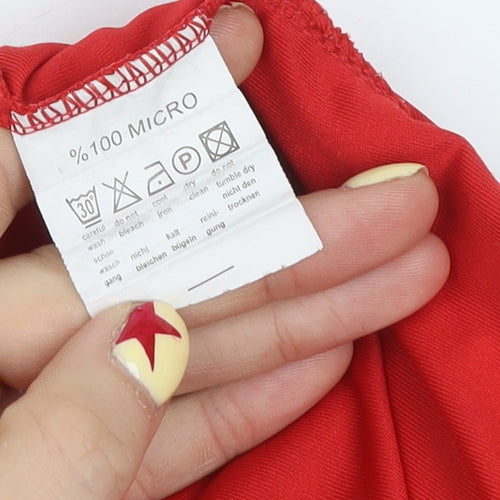 %100 MICRO
30° P
careful do not cool dry do not
wash bleach iron clean tumble dry
schon nicht kalt reini- nicht den
wasch bleichen bügeln gung trocknen
gang